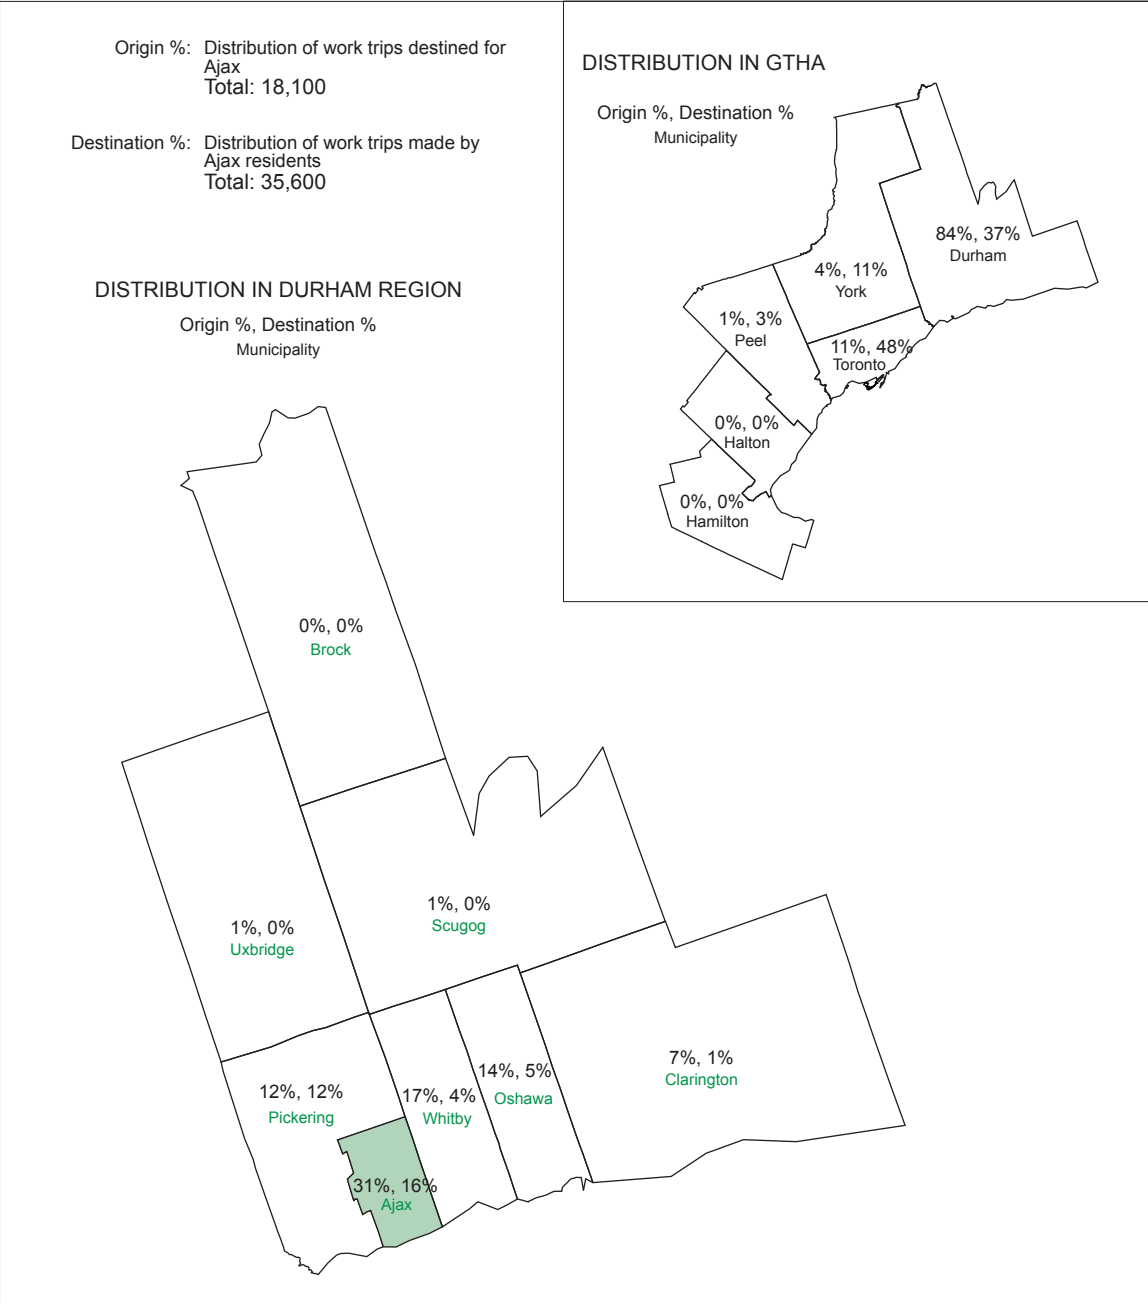 Origin %: Distribution of work trips destined for
Ajax
Total: 18,100
Destination %: Distribution of work trips made by
Ajax residents
Total: 35,600
DISTRIBUTION IN GTHA
Origin %, Destination %
Municipality
84%, 37%
Durham
4%, 11%
York
1%, 3%
Peel
11%, 48%
Toronto
0%, 0%
Halton
0%, 0%
Hamilton
DISTRIBUTION IN DURHAM REGION
Origin %, Destination %
Municipality
0%, 0%
Brock
1%, 0%
Scugog
1%, 0%
Uxbridge
12%, 12%
Pickering
17%, 4%
Whitby
14%, 5%
Oshawa
7%, 1%
Clarington
31%, 16%
Ajax